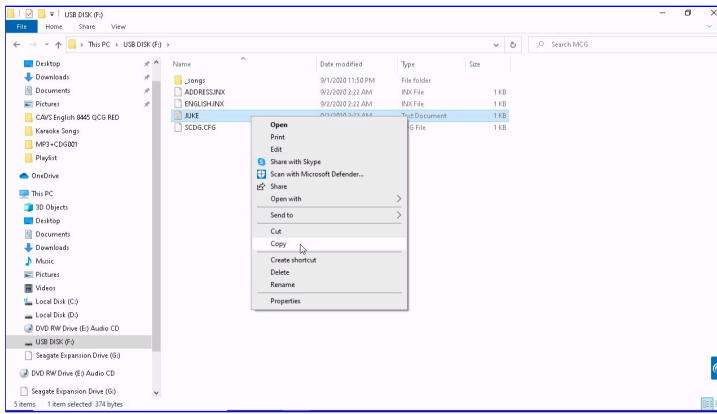 USB DISK (F:)
File Home Share View
This PC > USB DISK (F:) >
Search MCG
Name Date modified Type Size
_songs 9/1/2020 11:50 PM File folder
ADDRESS.INX 9/2/2020 2:22 AM INX File 1 KB
ENGLISH.INX 9/2/2020 2:22 AM INX File 1 KB
JUKE 9/2/2020 2:22 AM Text Document 1 KB
SCDG.CFG File 1 KB
Open
Print
Edit
Share with Skype
Scan with Microsoft Defender...
Share
Open with
Send to
Cut
Copy
Create shortcut
Delete
Rename
Properties
Desktop
Downloads
Documents
Pictures
CAVS English 8445 QCG RED
Karaoke Songs
MP3+CDG001
Playlist
OneDrive
This PC
3D Objects
Desktop
Documents
Downloads
Music
Pictures
Videos
Local Disk (C:)
Local Disk (D:)
DVD RW Drive (E:) Audio CD
USB DISK (F:)
Seagate Expansion Drive (G:)
DVD RW Drive (E:) Audio CD
Seagate Expansion Drive (G:)
5 items 1 item selected 374 bytes